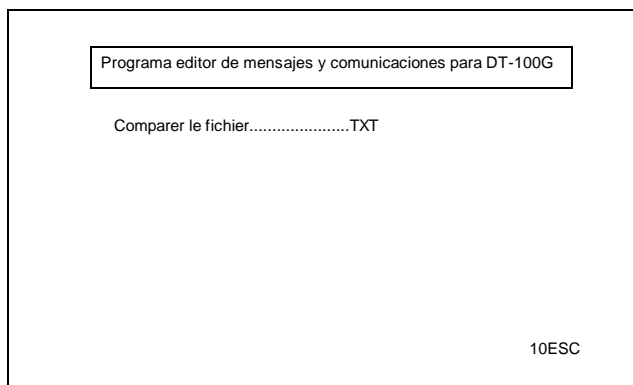 Programa editor de mensajes y comunicaciones para DT-100G
Comparer le fichier......................TXT
10ESC